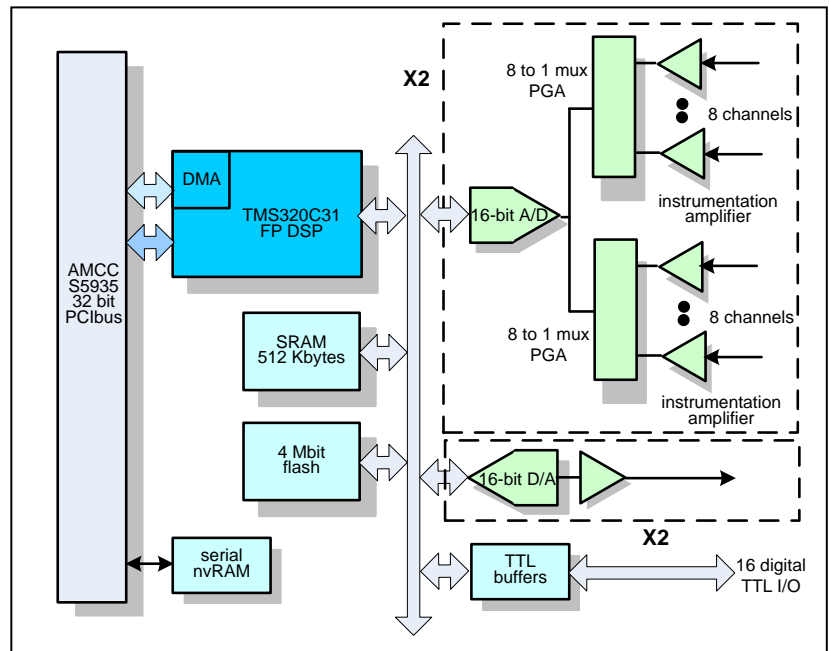 X2
8 to 1 mux
PGA
8 channels
instrumentation
amplifier
DMA
TMS320C31
FP DSP
16-bit A/D
AMCC
S5935
32 bit
PCIbus
8 to 1 mux
PGA
8 channels
instrumentation
amplifier
SRAM
512 Kbytes
4 Mbit
flash
16-bit D/A
X2
serial
nvRAM
TTL
buffers
16 digital
TTL I/O